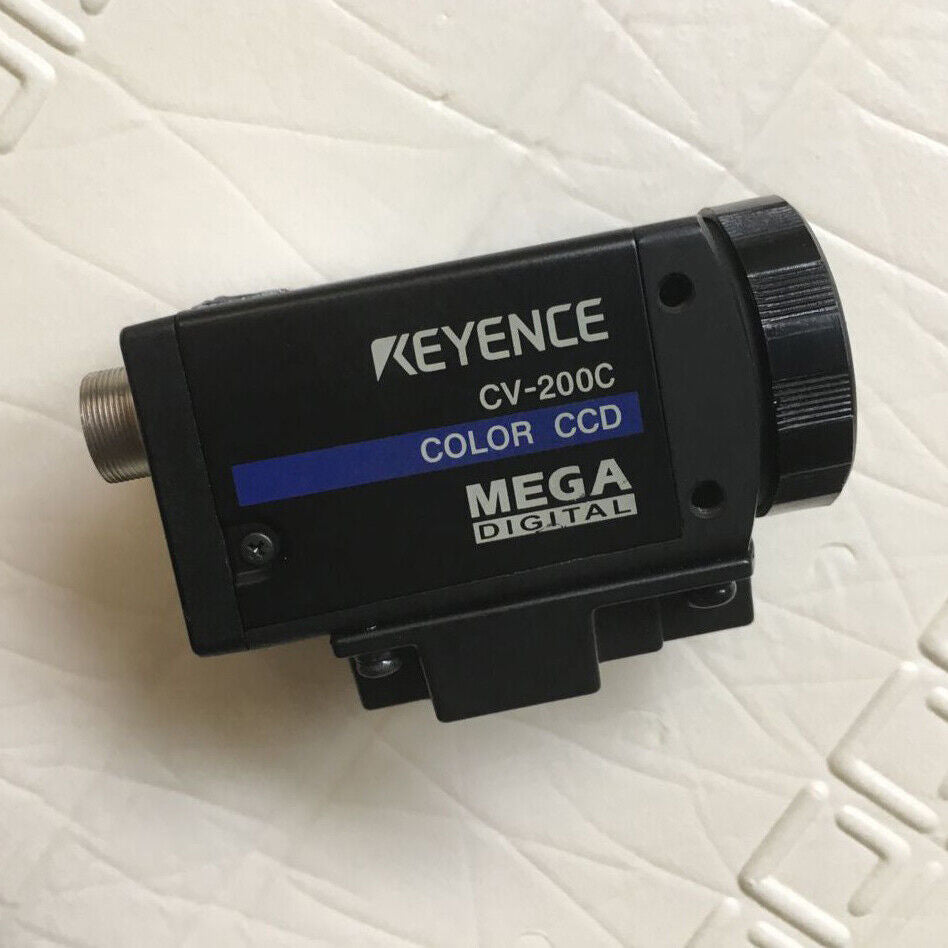 KEYENCE
CV-200C
COLOR CCD
MEGA
DIGITAL